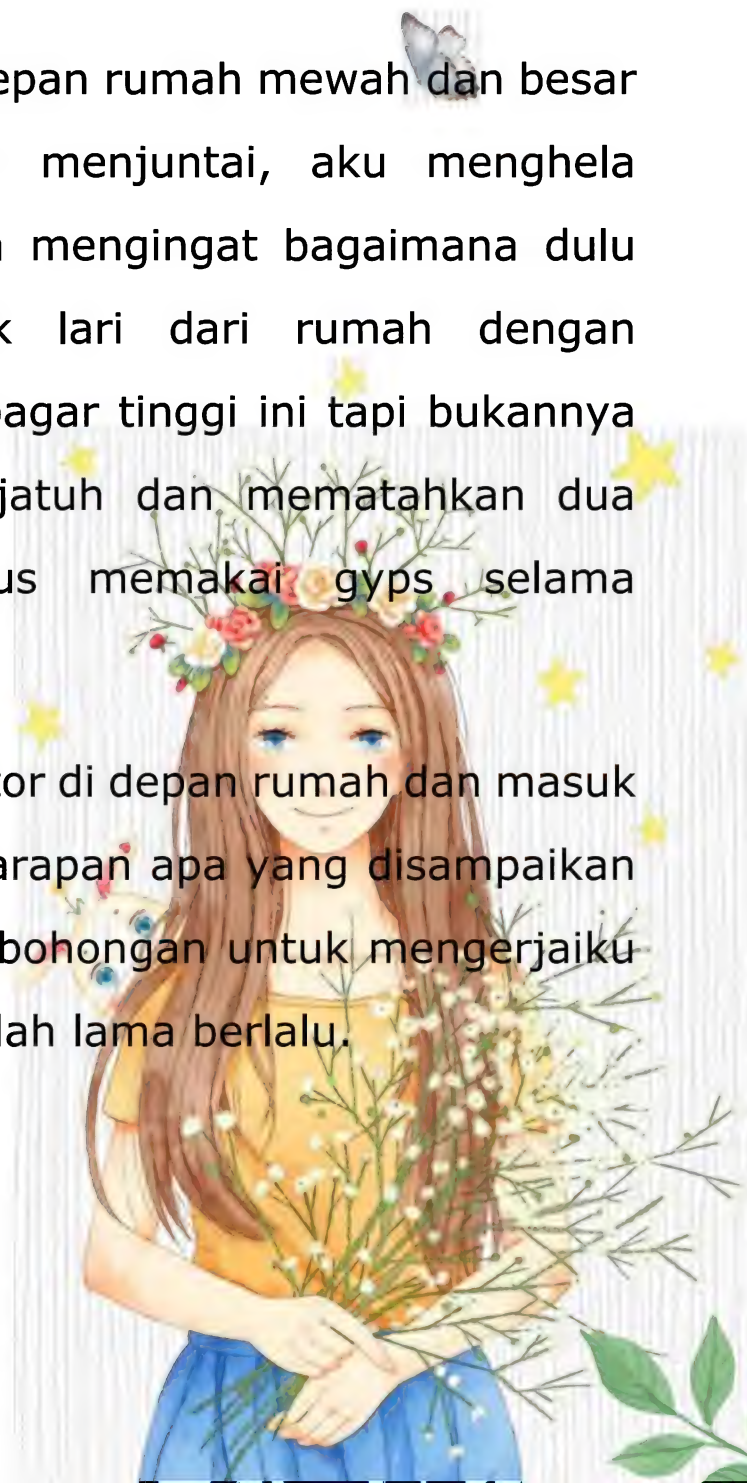 epan rumah mewah dan besar
menjuntai, aku menghela
mengingat bagaimana dulu
k lari dari rumah dengan
pagar tinggi ini tapi bukannya
jatuh dan mematahkan dua
us memakai gyps selama
tor di depan rumah dan masuk
arapan apa yang disampaikan
bohongan untuk mengerjaiku
lah lama berlalu.